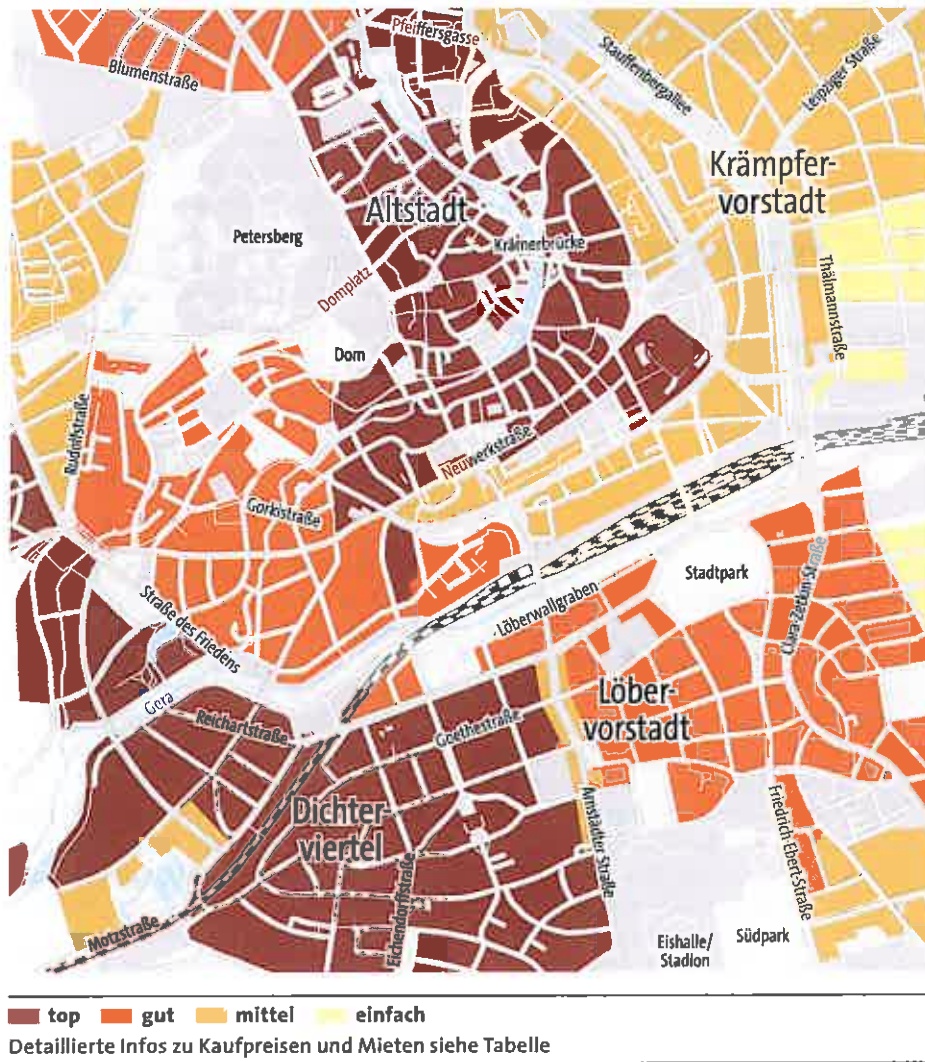 Pfeiffersgasse
Blumenstraße
Stauffenbergallee
Leipziger Straße
Krämpfer-
vorstadt
Altstadt
Petersberg
Krämerbrücke
Domplatz
Thälmannstraße
Dom
Rudolfstraße
Neuwerkstraße
Gorkistraße
Stadtpark
Clara-Zetkin-Straße
Löberwallgraben
Straße des Friedens
Gera
Reichartstraße
Goethestraße
Löber-
vorstadt
Dichter-
viertel
Arnstädter Straße
Friedrich-Ebert-Straße
Eichendorffstraße
Motzstraße
Eishalle/
Stadion
Südpark
top gut mittel einfach
Detaillierte Infos zu Kaufpreisen und Mieten siehe Tabelle